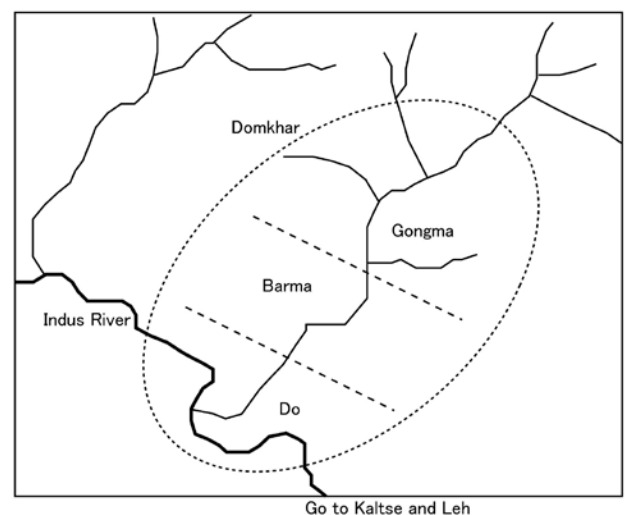 Domkhar
Gongma
Barma
Indus River
Do
Go to Kaltse and Leh